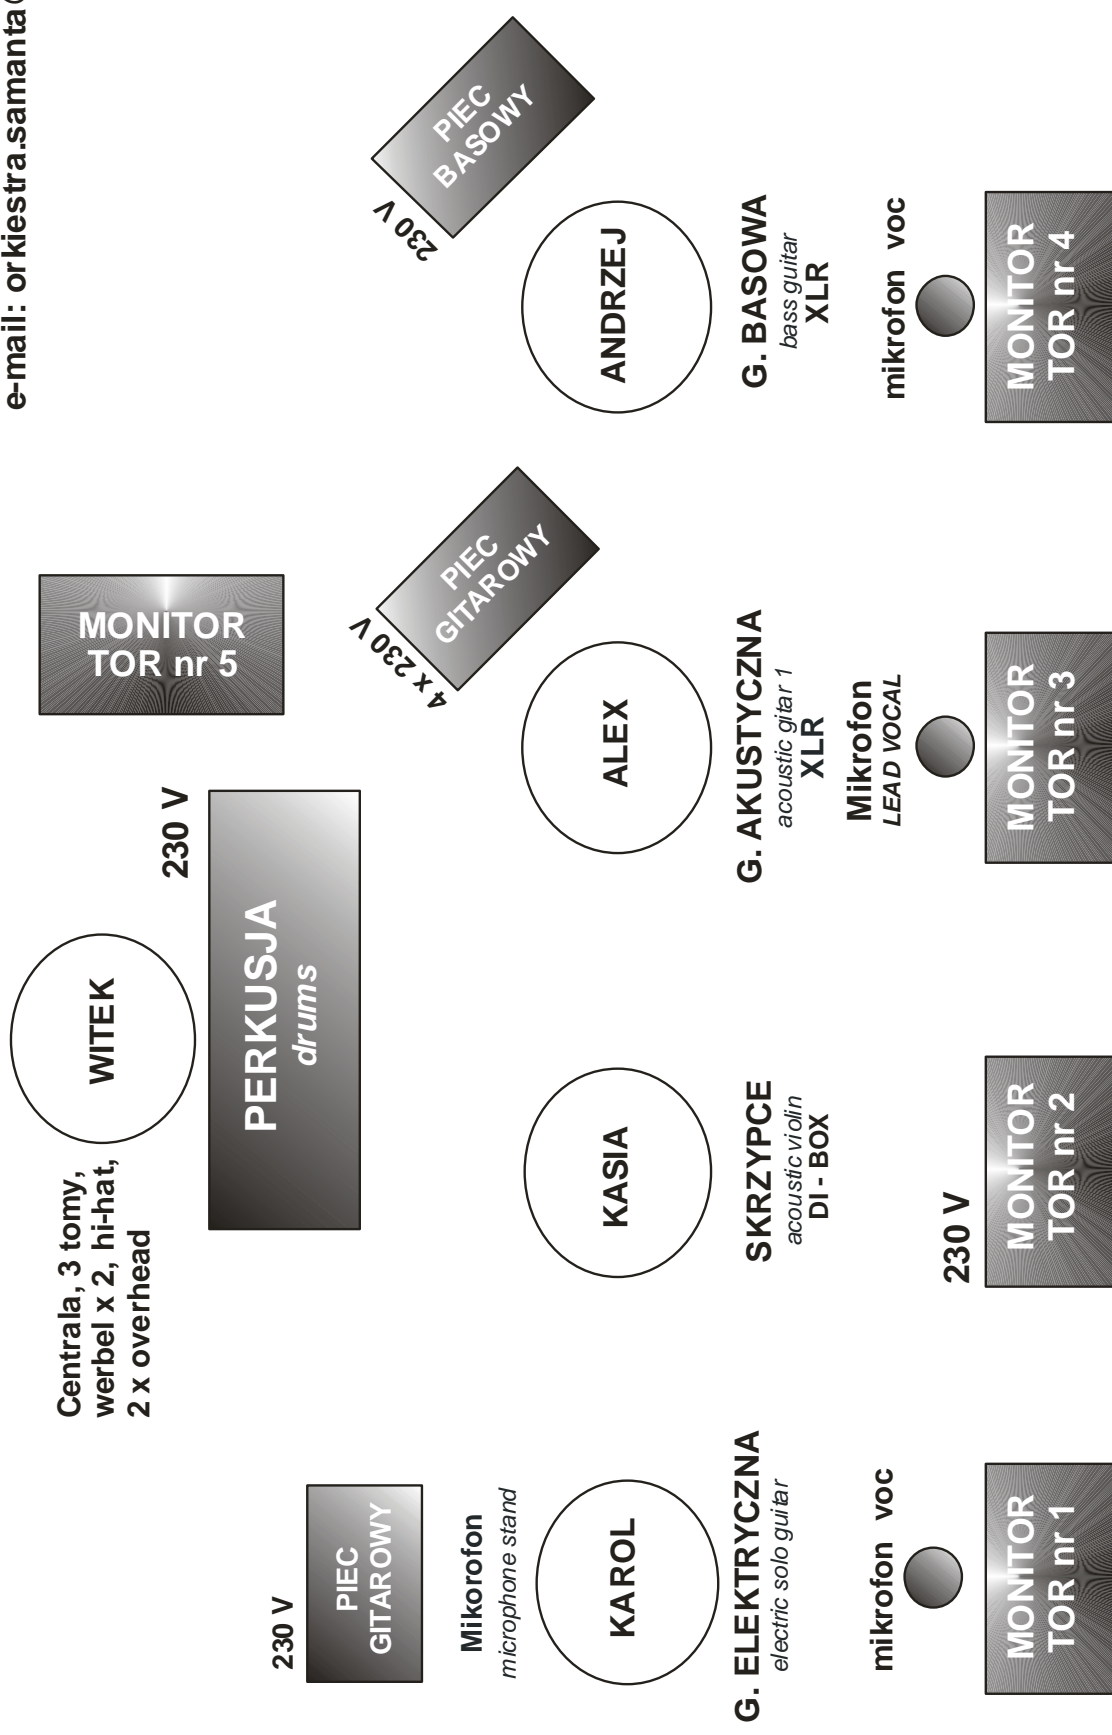 e-mail: orkiestra.samanta
WITEK
Centrala, 3 tomy,
werbel x 2, hi-hat,
2 x overhead
MONITOR
TOR nr 5
230 V
PERKUSJA
drums
230 V
PIEC
GITAROWY
Mikorofon
microphone stand
KAROL
G. ELEKTRYCZNA
electric solo guitar
mikrofon voc
MONITOR
TOR nr 1
KASIA
SKRZYPCE
acoustic violin
DI - BOX
230 V
MONITOR
TOR nr 2
4 x 230 V
PIEC
GITAROWY
ALEX
G. AKUSTYCZNA
acoustic gitar 1
XLR
Mikrofon
LEAD VOCAL
MONITOR
TOR nr 3
230 V
PIEC
BASOWY
ANDRZEJ
G. BASOWA
bass guitar
XLR
mikrofon voc
MONITOR
TOR nr 4